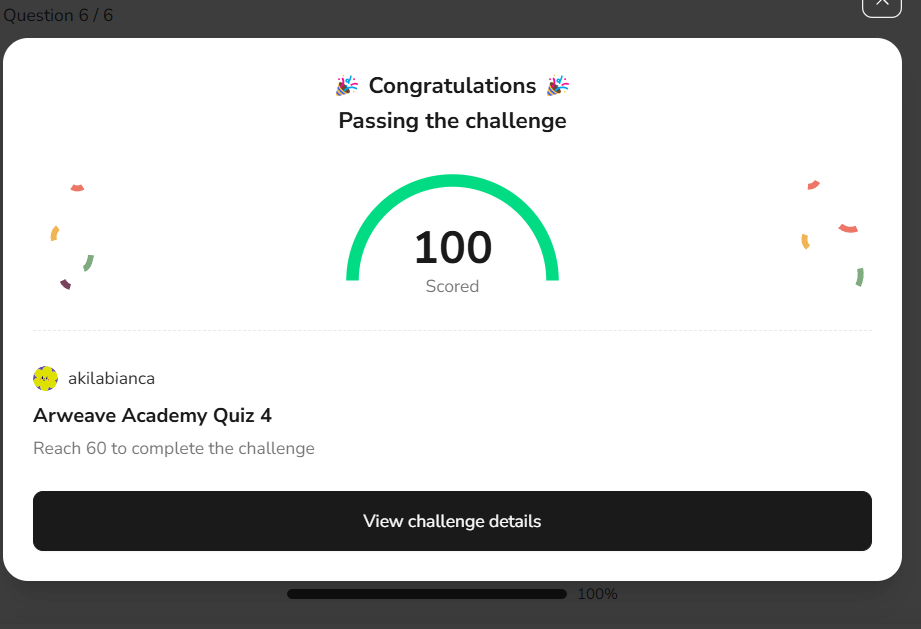 Question 6 / 6
🎉 Congratulations 🎉
Passing the challenge
100
Scored
akilabianca
Arweave Academy Quiz 4
Reach 60 to complete the challenge
View challenge details
100%